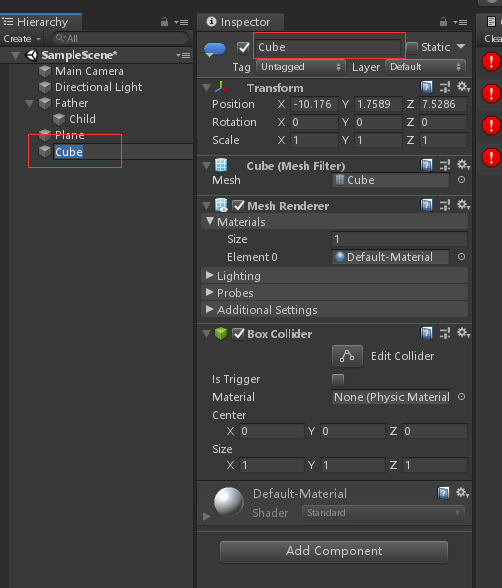 Hierarchy
Create
All
SampleScene*
Main Camera
Directional Light
Father
Child
Plane
Cube
Inspector
Cube
Static
Tag Untagged Layer Default
Transform
Position X -10.176 Y 1.7589 Z 7.5286
Rotation X 0 Y 0 Z 0
Scale X 1 Y 1 Z 1
Cube (Mesh Filter)
Mesh Cube
Mesh Renderer
Materials
Size 1
Element 0 Default-Material
Lighting
Probes
Additional Settings
Box Collider
Edit Collider
Is Trigger
Material None (Physic Material
Center
X 0 Y 0 Z 0
Size
X 1 Y 1 Z 1
Default-Material
Shader Standard
Add Component
C
Clea